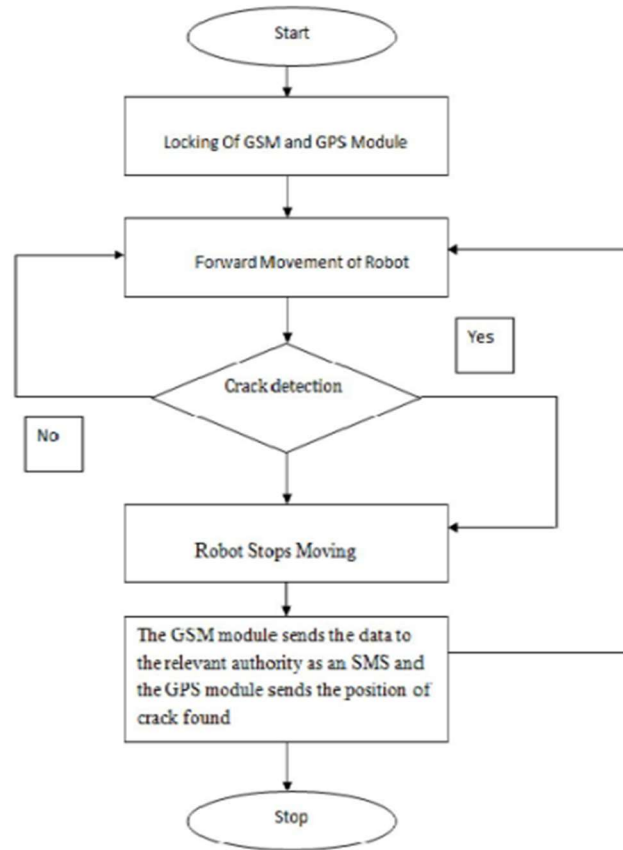 Start
Locking Of GSM and GPS Module
Forward Movement of Robot
Yes
Crack detection
No
Robot Stops Moving
The GSM module sends the data to
the relevant authority as an SMS and
the GPS module sends the position of
crack found
Stop